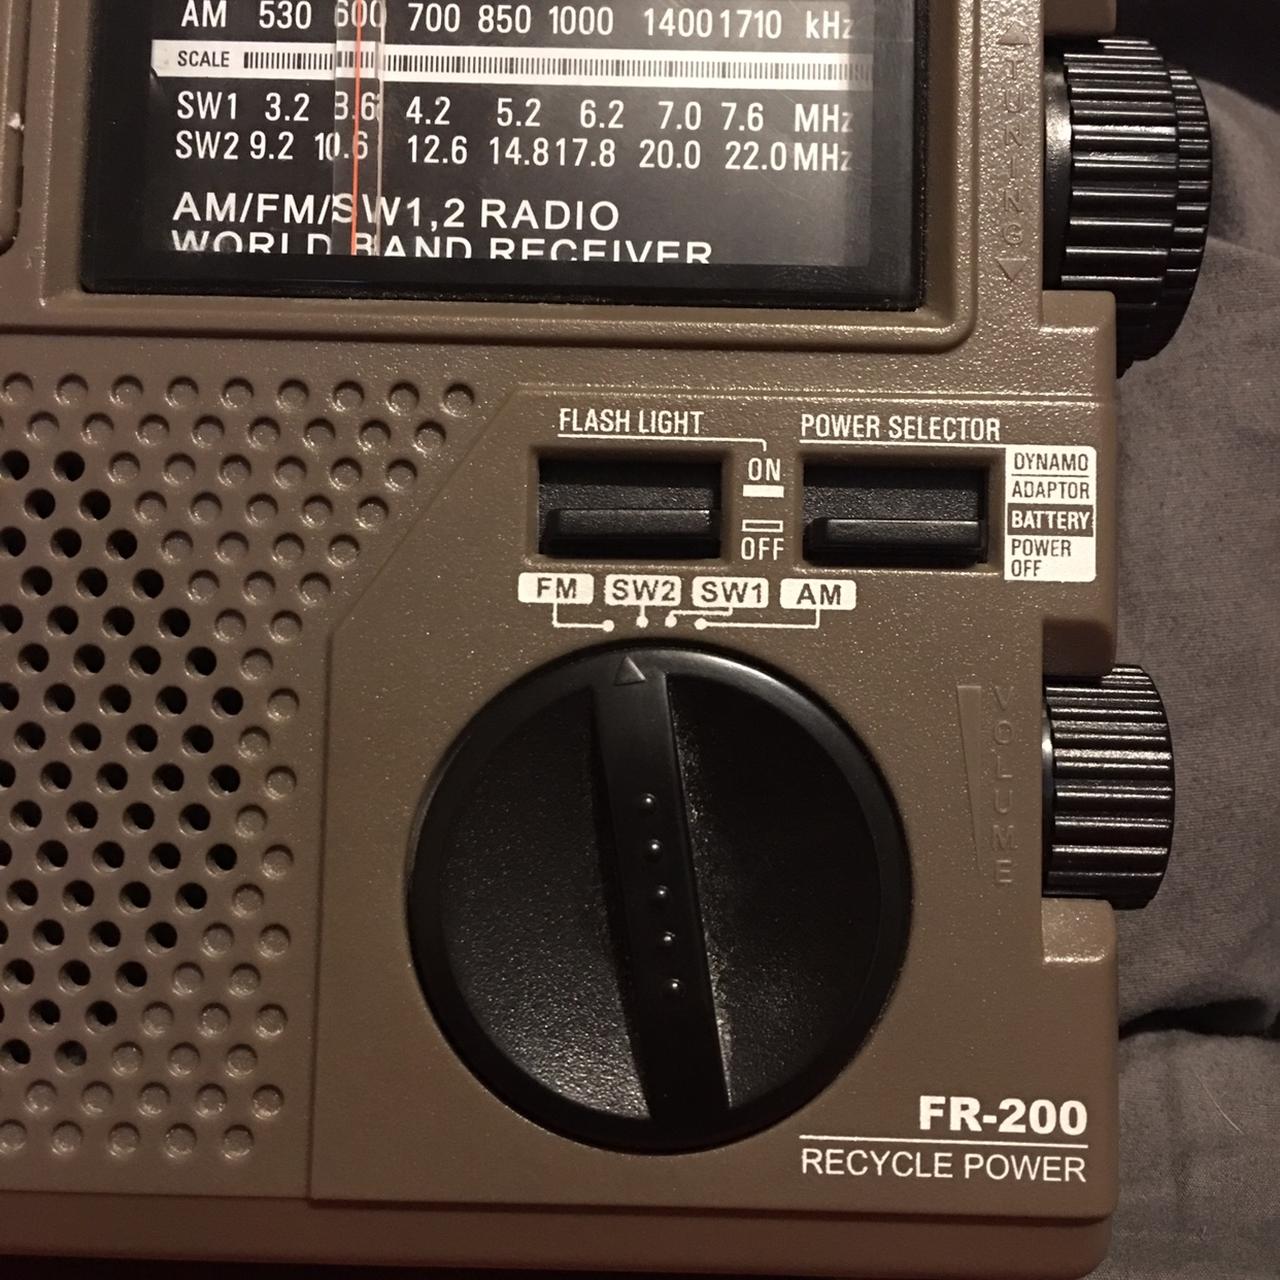 AM 530 600 700 850 1000 1400 1710 kHz
SCALE
SW1 3.2 3.6 4.2 5.2 6.2 7.0 7.6 MHz
SW2 9.2 10.6 12.6 14.8 17.8 20.0 22.0 MHz
AM/FM/SW1,2 RADIO
WORLD BAND RECEIVER
TUNING
FLASH LIGHT
ON
OFF
POWER SELECTOR
DYNAMO
ADAPTOR
BATTERY
POWER
OFF
FM SW2 SW1 AM
VOLUME
FR-200
RECYCLE POWER